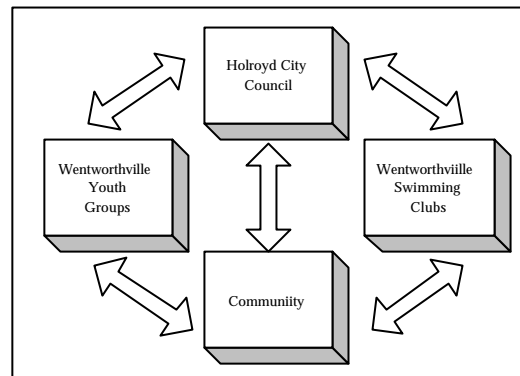 Holroyd City
Council
Wentworthville
Youth
Groups
Wentworthviille
Swimming
Clubs
Communiity